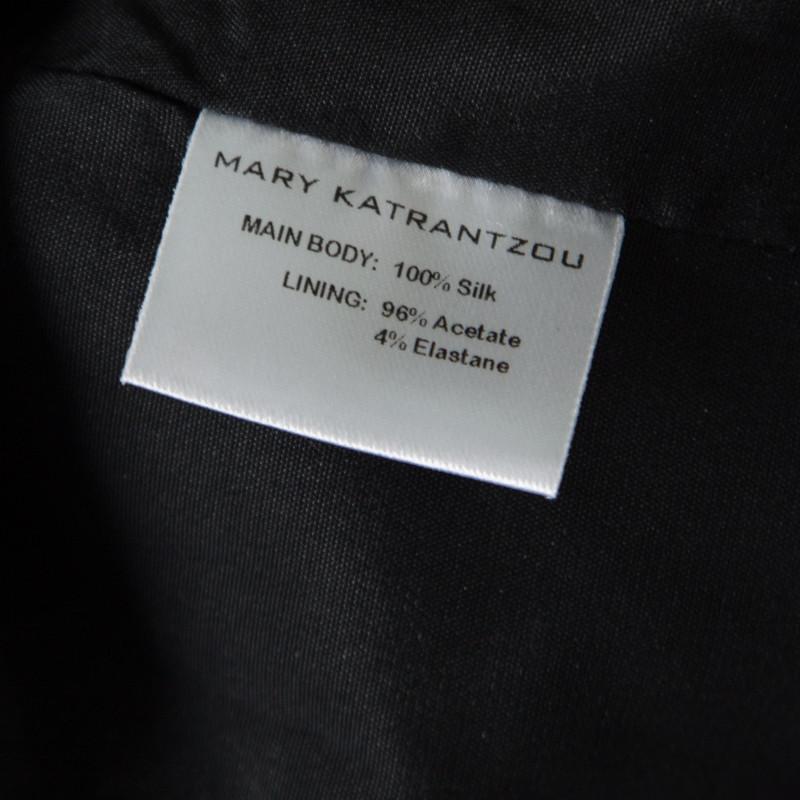 MARY KATRANTZOU
MAIN BODY: 100% Silk
LINING: 96% Acetate
4% Elastane